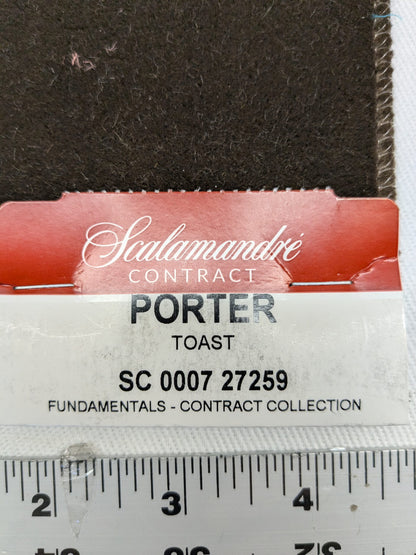 Scalamandré
CONTRACT
PORTER
TOAST
SC 0007 27259
FUNDAMENTALS - CONTRACT COLLECTION
2 3 4